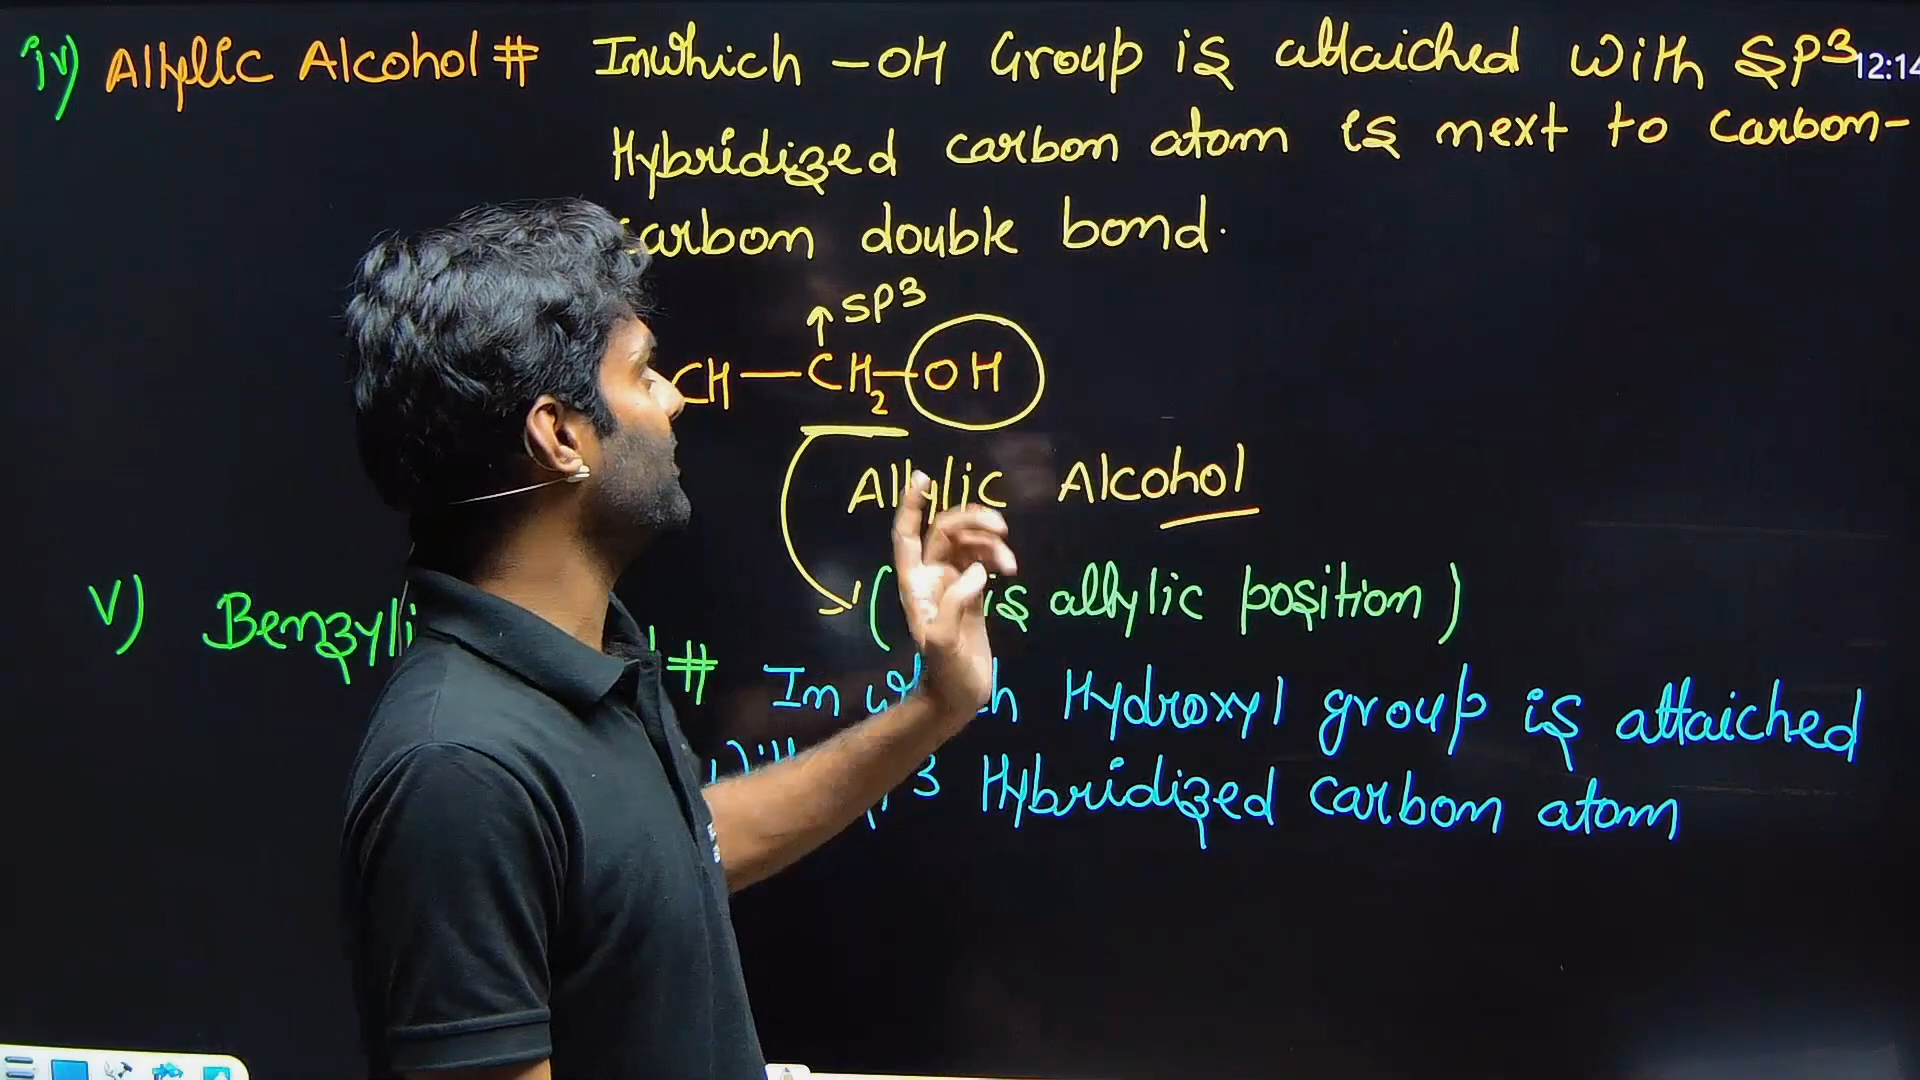 iv) Allylic Alcohol # Inwhich -OH Group is attaiched with SP3
12:14
Hybridized carbon atom is next to carbon-
carbon double bond.
SP3
CH - CH2 - OH
Allylic Alcohol
( is allylic position )
v) # In which Hydroxyl group is attaiched
3 Hybridized carbon atom